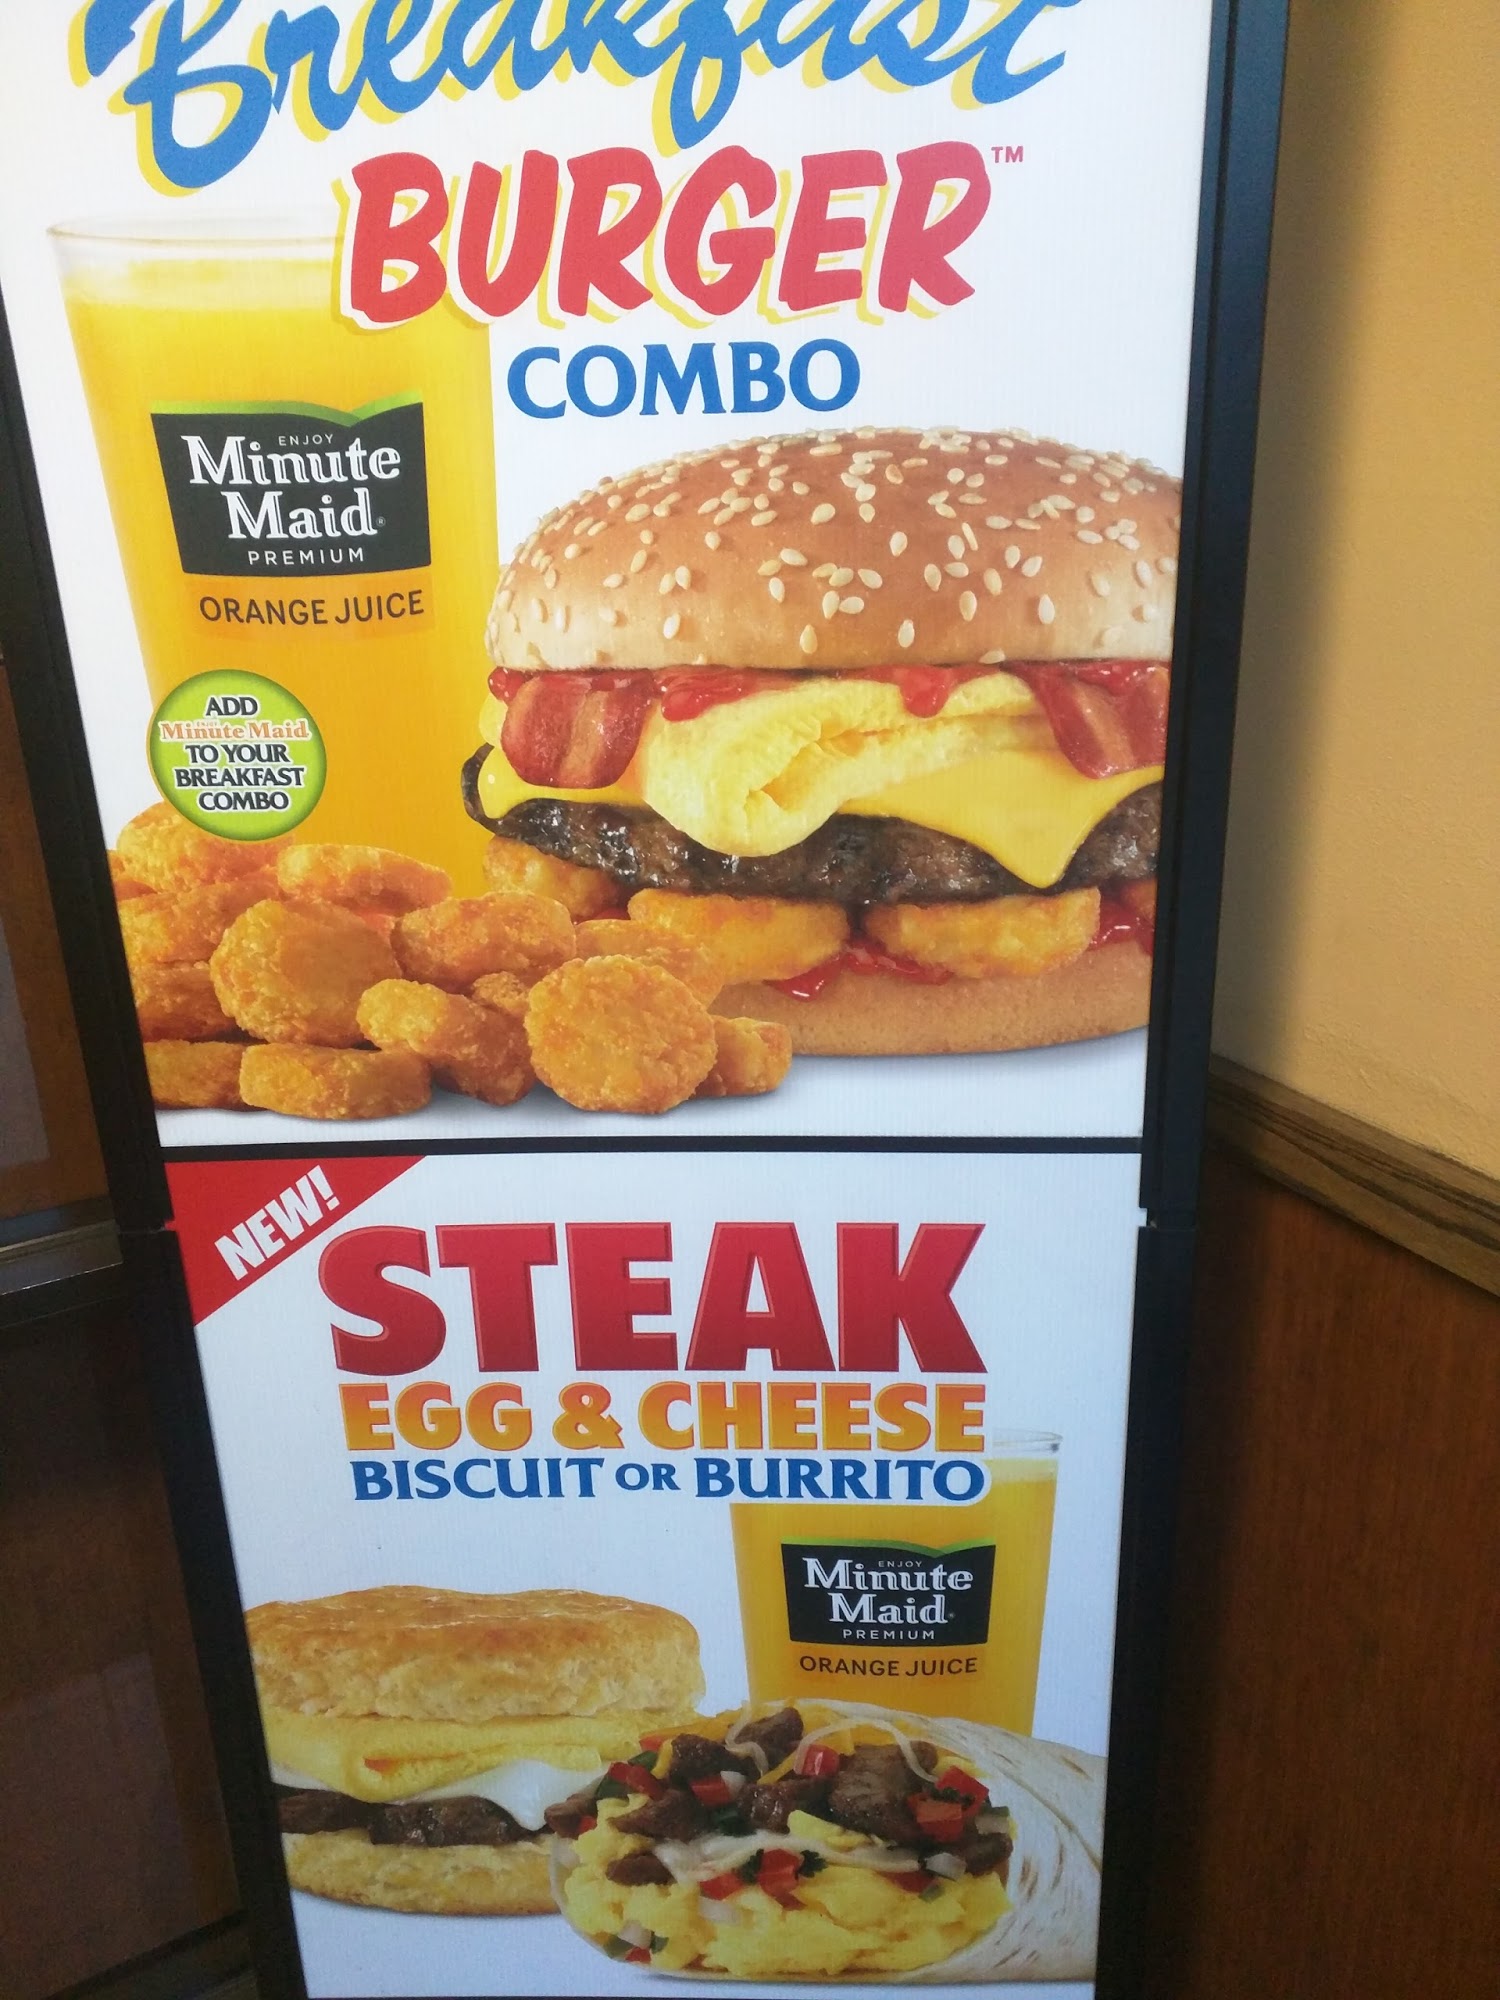 Breakfast
BURGER™
COMBO
ENJOY
Minute
Maid®
PREMIUM
ORANGE JUICE
ADD
Minute Maid
TO YOUR
BREAKFAST
COMBO
NEW!
STEAK
EGG & CHEESE
BISCUIT OR BURRITO
ENJOY
Minute
Maid®
PREMIUM
ORANGE JUICE